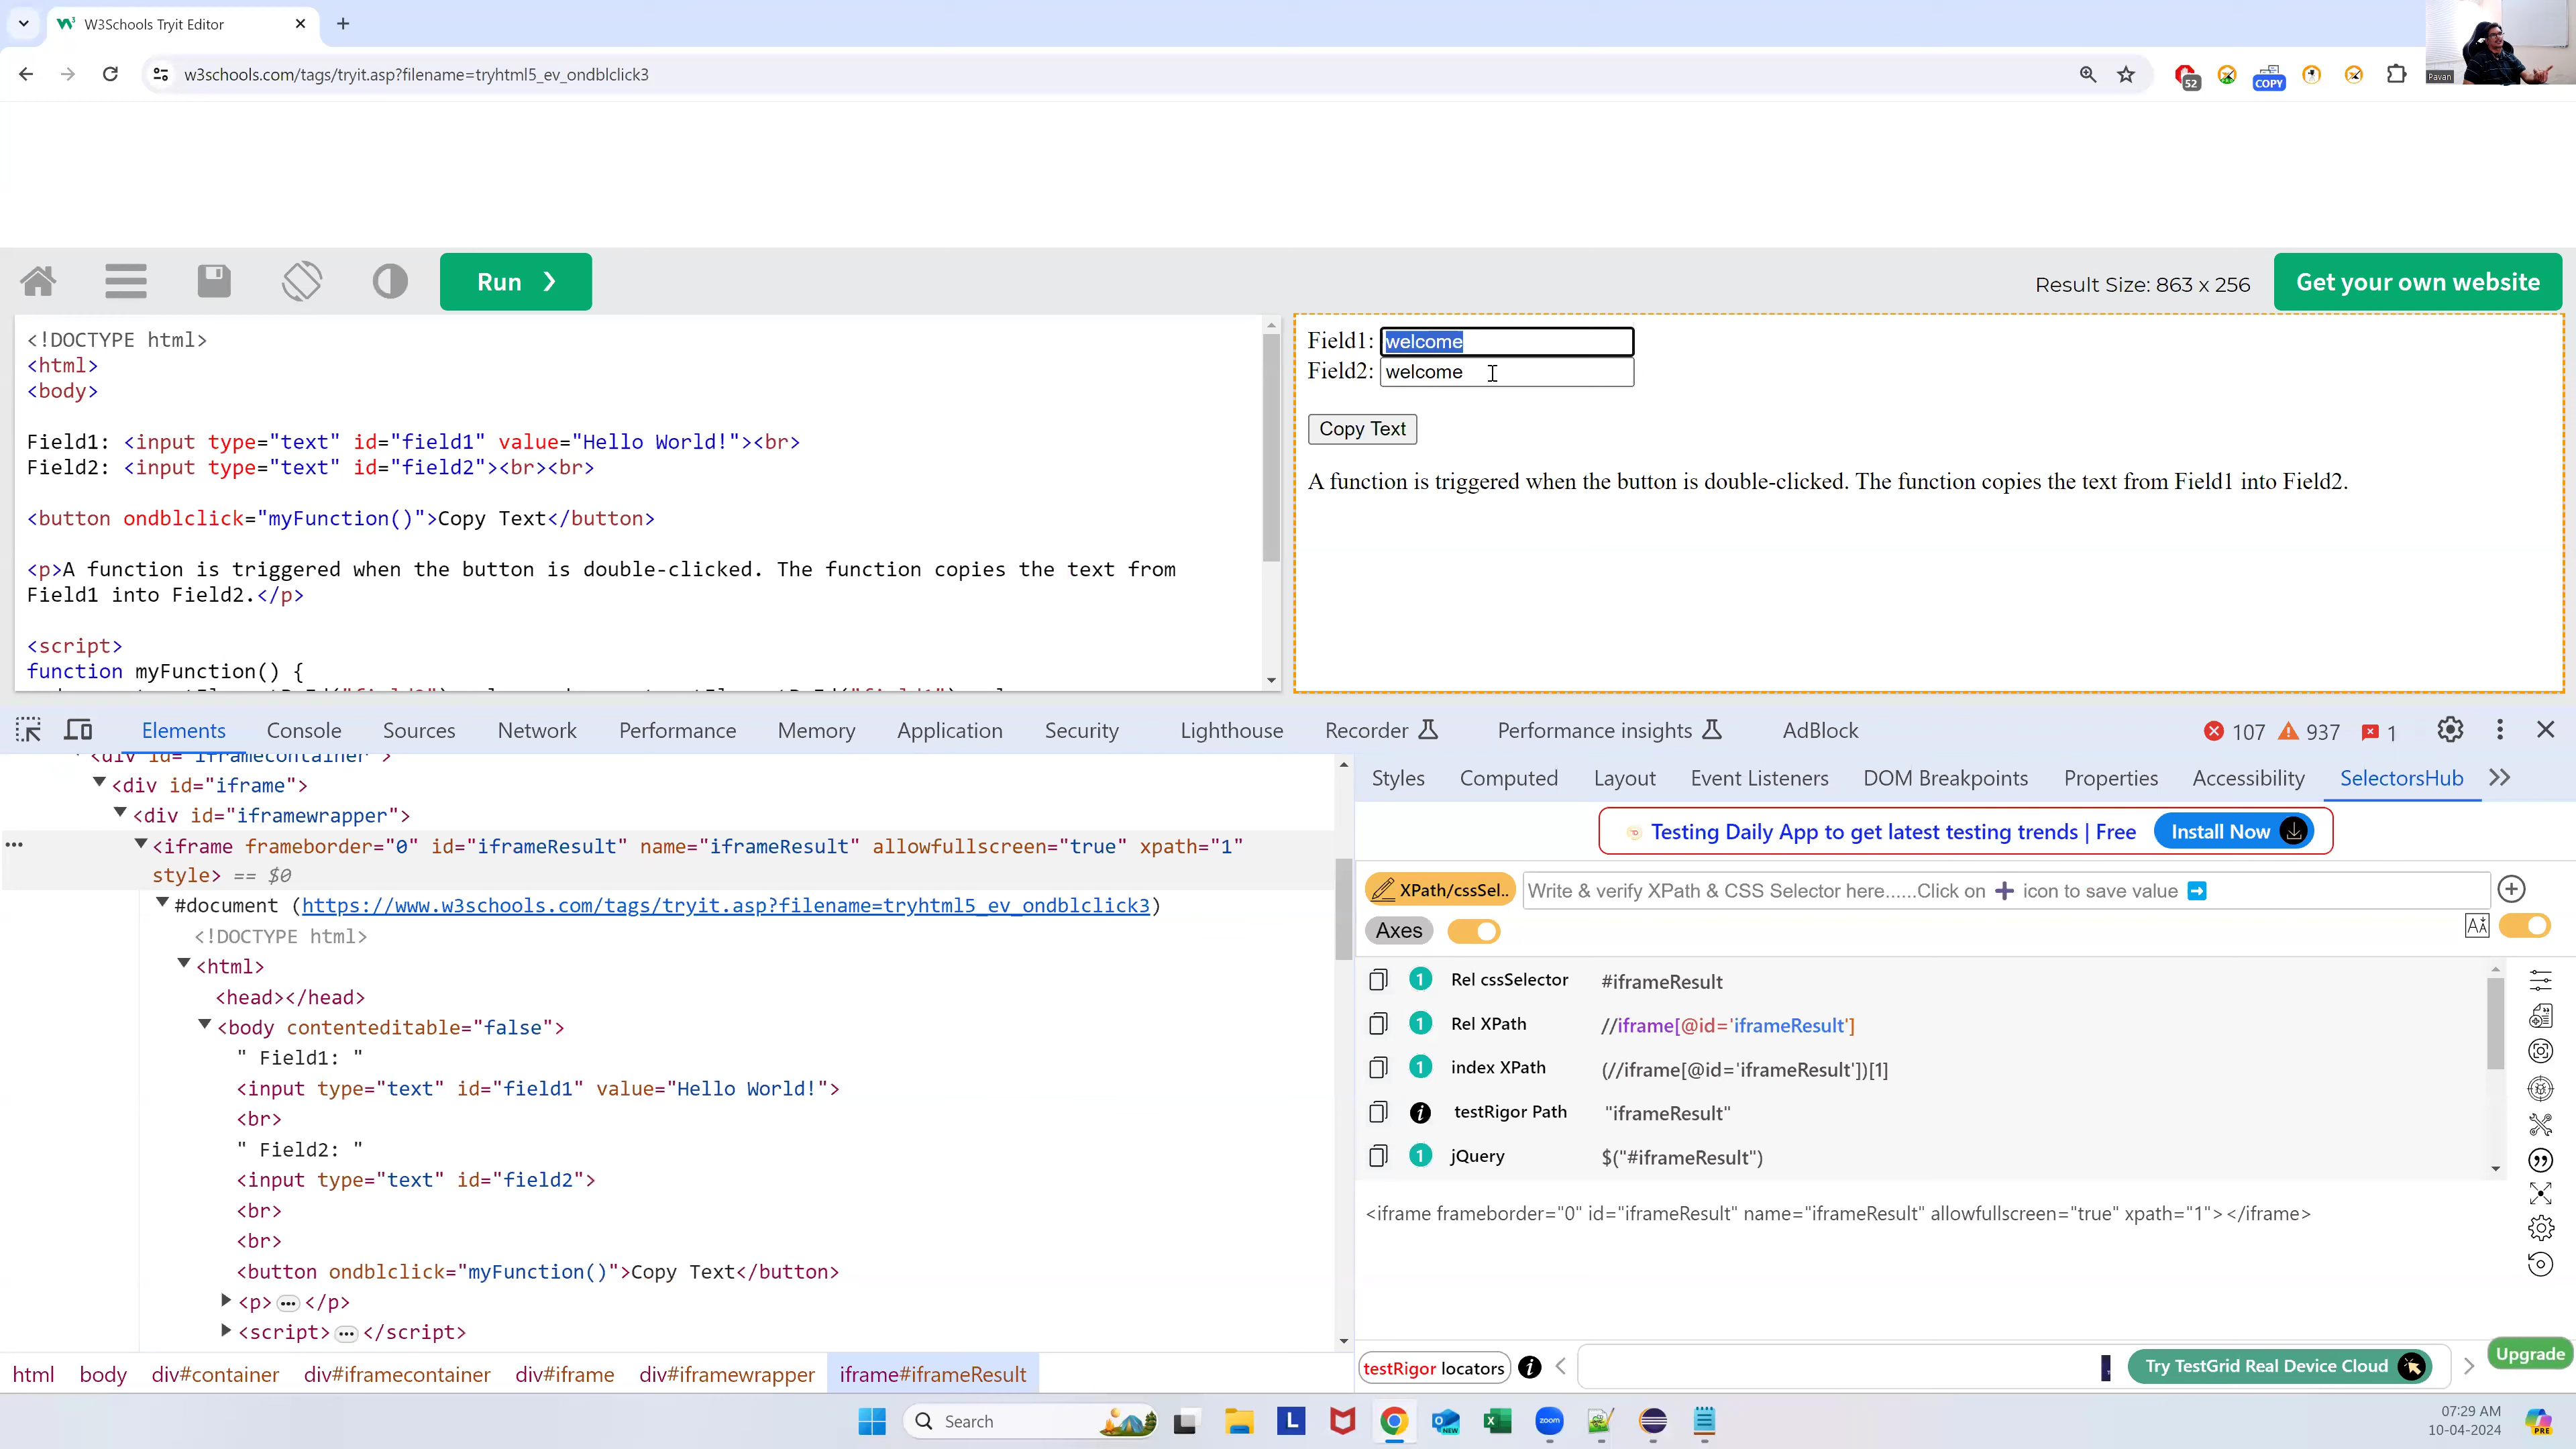 W3Schools Tryit Editor
w3schools.com/tags/tryit.asp?filename=tryhtml5_ev_ondblclick3
52
COPY
Pavan
Run ❯
Result Size: 863 x 256
Get your own website
<!DOCTYPE html>
<html>
<body>
Field1: <input type="text" id="field1" value="Hello World!"><br>
Field2: <input type="text" id="field2"><br><br>
<button ondblclick="myFunction()">Copy Text</button>
<p>A function is triggered when the button is double-clicked. The function copies the text from
Field1 into Field2.</p>
<script>
function myFunction() {
Field1: welcome
Field2: welcome
Copy Text
A function is triggered when the button is double-clicked. The function copies the text from Field1 into Field2.
Elements Console Sources Network Performance Memory Application Security Lighthouse Recorder Performance insights AdBlock 107 937 1
<div id="iframecontainer">
<div id="iframe">
<div id="iframewrapper">
<iframe frameborder="0" id="iframeResult" name="iframeResult" allowfullscreen="true" xpath="1"
style> == $0
#document (https://www.w3schools.com/tags/tryit.asp?filename=tryhtml5_ev_ondblclick3)
<!DOCTYPE html>
<html>
<head></head>
<body contenteditable="false">
" Field1: "
<input type="text" id="field1" value="Hello World!">
<br>
" Field2: "
<input type="text" id="field2">
<br>
<br>
<button ondblclick="myFunction()">Copy Text</button>
<p>…</p>
<script>…</script>
html body div#container div#iframecontainer div#iframe div#iframewrapper iframe#iframeResult
Styles Computed Layout Event Listeners DOM Breakpoints Properties Accessibility SelectorsHub
Testing Daily App to get latest testing trends | Free Install Now
XPath/cssSel.. Write & verify XPath & CSS Selector here......Click on ➕ icon to save value ➡
Axes
1 Rel cssSelector #iframeResult
1 Rel XPath //iframe[@id='iframeResult']
1 index XPath (//iframe[@id='iframeResult'])[1]
i testRigor Path "iframeResult"
1 jQuery $("#iframeResult")
<iframe frameborder="0" id="iframeResult" name="iframeResult" allowfullscreen="true" xpath="1"></iframe>
testRigor locators i
Try TestGrid Real Device Cloud
Upgrade
Search
L
NEW
zoom
07:29 AM
10-04-2024
PRE